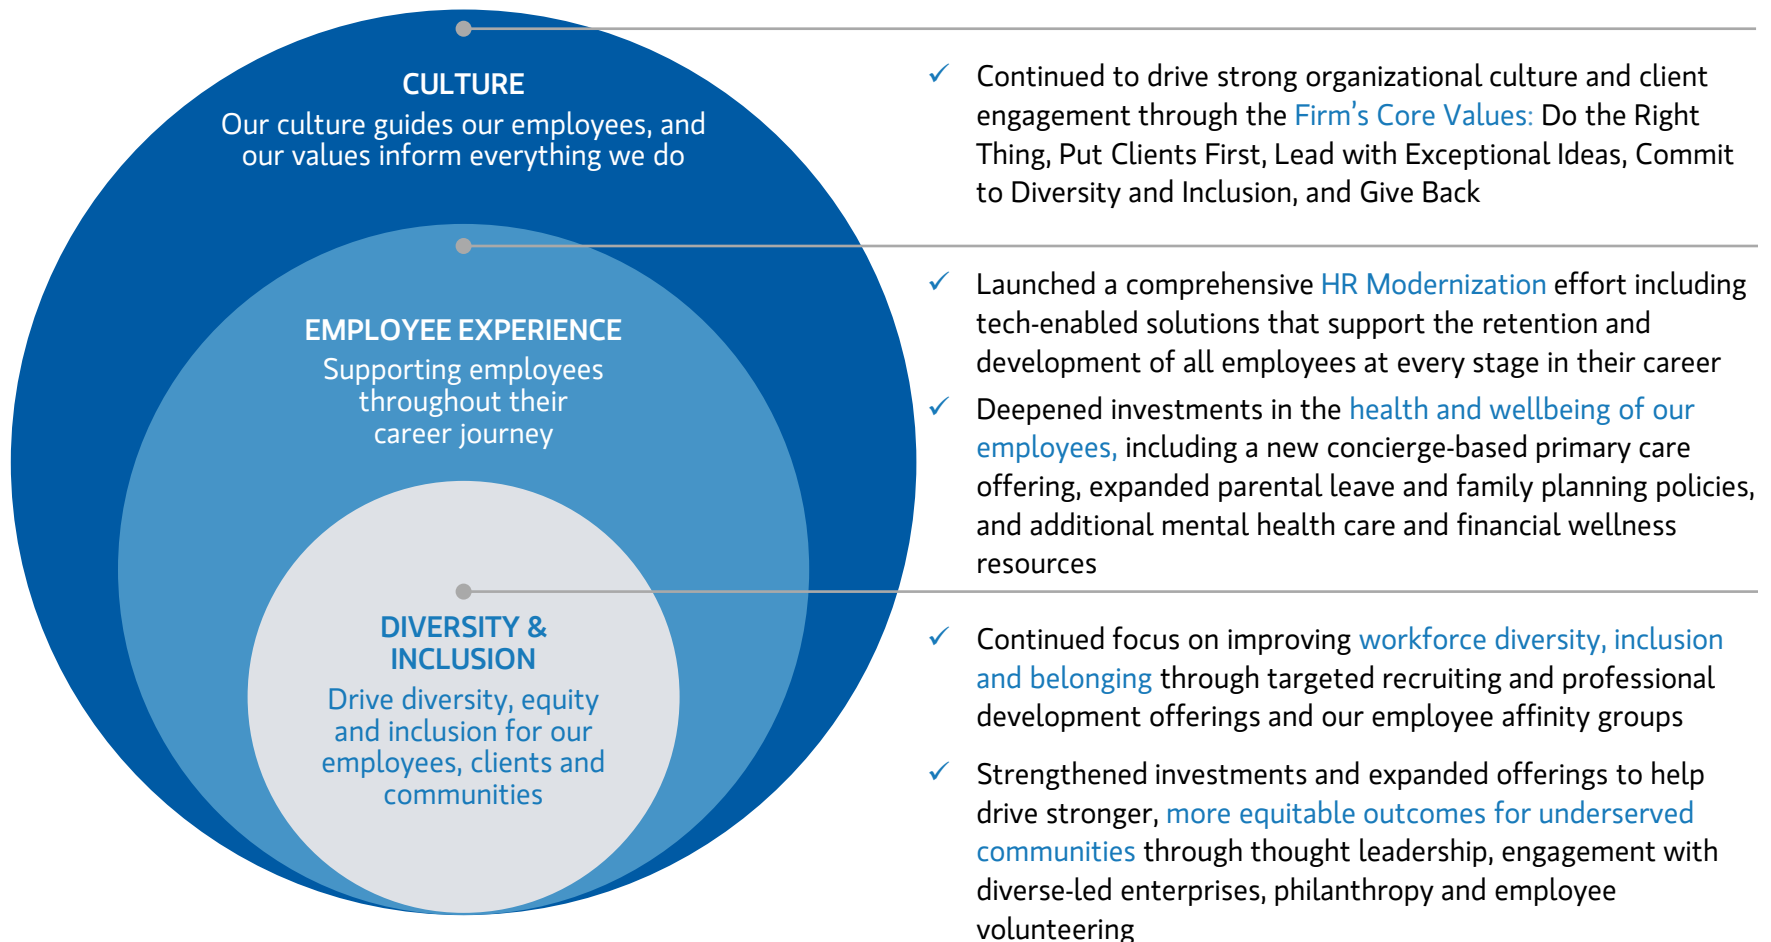 CULTURE
Our culture guides our employees, and
our values inform everything we do
✓ Continued to drive strong organizational culture and client
engagement through the Firm’s Core Values: Do the Right
Thing, Put Clients First, Lead with Exceptional Ideas, Commit
to Diversity and Inclusion, and Give Back
EMPLOYEE EXPERIENCE
Supporting employees
throughout their
career journey
✓ Launched a comprehensive HR Modernization effort including
tech-enabled solutions that support the retention and
development of all employees at every stage in their career
✓ Deepened investments in the health and wellbeing of our
employees, including a new concierge-based primary care
offering, expanded parental leave and family planning policies,
and additional mental health care and financial wellness
resources
DIVERSITY &
INCLUSION
Drive diversity, equity
and inclusion for our
employees, clients and
communities
✓ Continued focus on improving workforce diversity, inclusion
and belonging through targeted recruiting and professional
development offerings and our employee affinity groups
✓ Strengthened investments and expanded offerings to help
drive stronger, more equitable outcomes for underserved
communities through thought leadership, engagement with
diverse-led enterprises, philanthropy and employee
volunteering